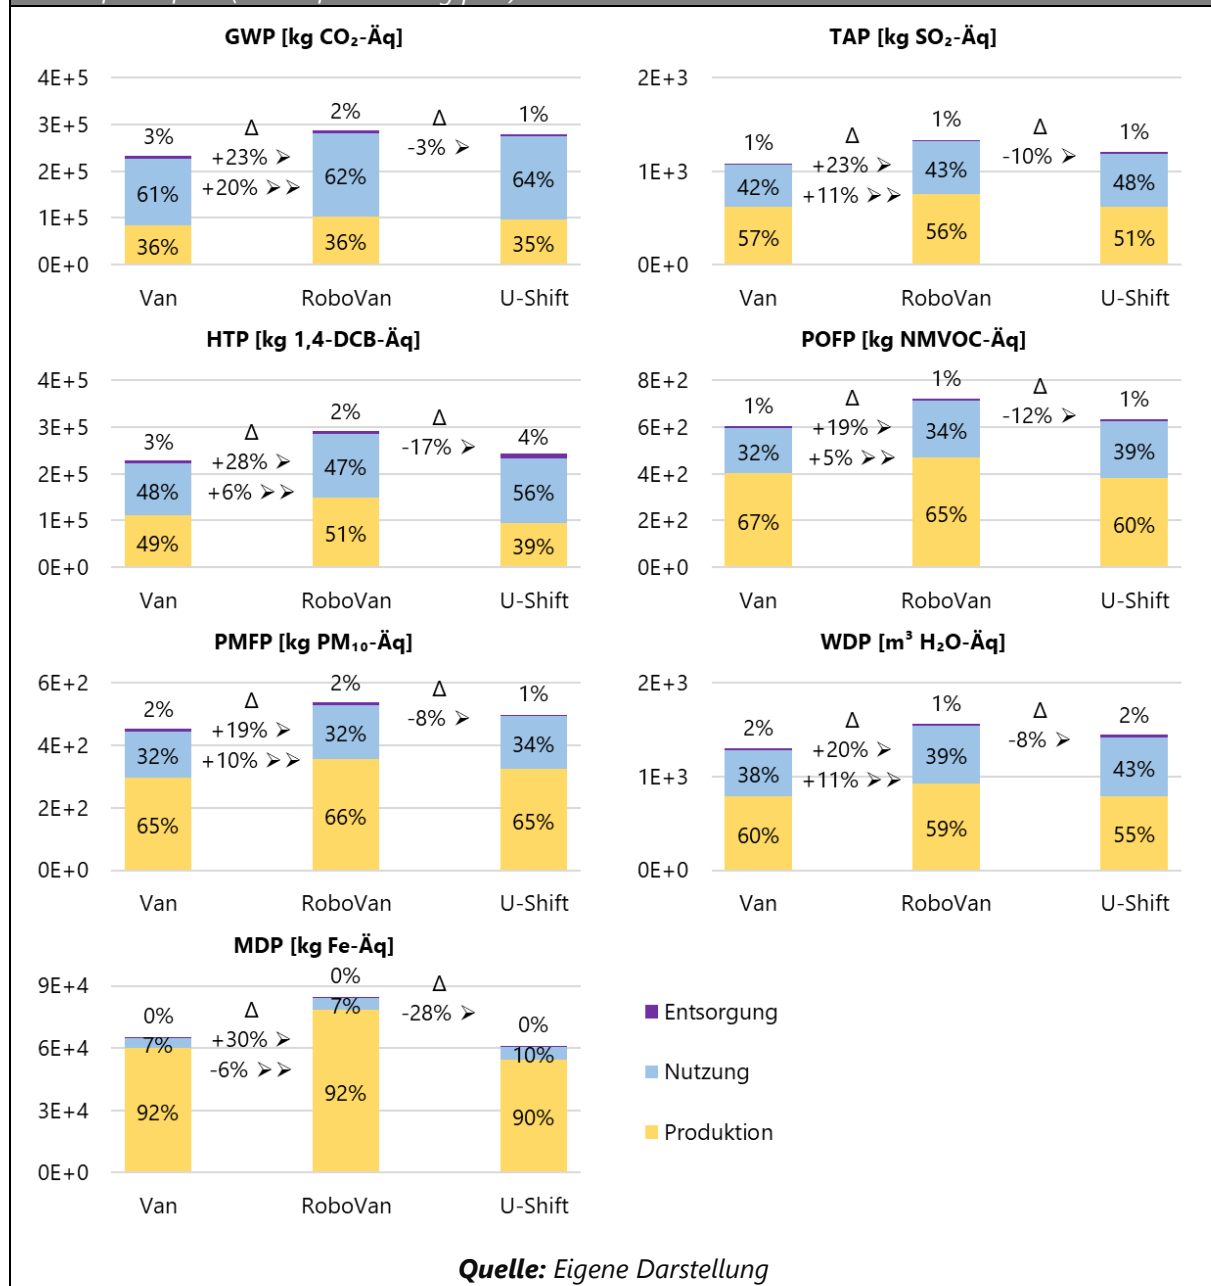 GWP [kg CO₂-Äq]
4E+5
3E+5
2E+5
1E+5
0E+0
3%
61%
36%
Δ
+23% ➢
+20% ➢➢
2%
62%
36%
Δ
-3% ➢
1%
64%
35%
Van RoboVan U-Shift
TAP [kg SO₂-Äq]
2E+3
1E+3
0E+0
1%
42%
57%
Δ
+23% ➢
+11% ➢➢
1%
43%
56%
Δ
-10% ➢
1%
48%
51%
Van RoboVan U-Shift
HTP [kg 1,4-DCB-Äq]
4E+5
3E+5
2E+5
1E+5
0E+0
3%
48%
49%
Δ
+28% ➢
+6% ➢➢
2%
47%
51%
Δ
-17% ➢
4%
56%
39%
Van RoboVan U-Shift
POFP [kg NMVOC-Äq]
8E+2
6E+2
4E+2
2E+2
0E+0
1%
32%
67%
Δ
+19% ➢
+5% ➢➢
1%
34%
65%
Δ
-12% ➢
1%
39%
60%
Van RoboVan U-Shift
PMFP [kg PM₁₀-Äq]
6E+2
4E+2
2E+2
0E+0
2%
32%
65%
Δ
+19% ➢
+10% ➢➢
2%
32%
66%
Δ
-8% ➢
1%
34%
65%
Van RoboVan U-Shift
WDP [m³ H₂O-Äq]
2E+3
1E+3
0E+0
2%
38%
60%
Δ
+20% ➢
+11% ➢➢
1%
39%
59%
Δ
-8% ➢
2%
43%
55%
Van RoboVan U-Shift
MDP [kg Fe-Äq]
9E+4
6E+4
3E+4
0E+0
0%
7%
92%
Δ
+30% ➢
-6% ➢➢
0%
7%
92%
Δ
-28% ➢
0%
10%
90%
Van RoboVan U-Shift
Entsorgung
Nutzung
Produktion
Quelle: Eigene Darstellung